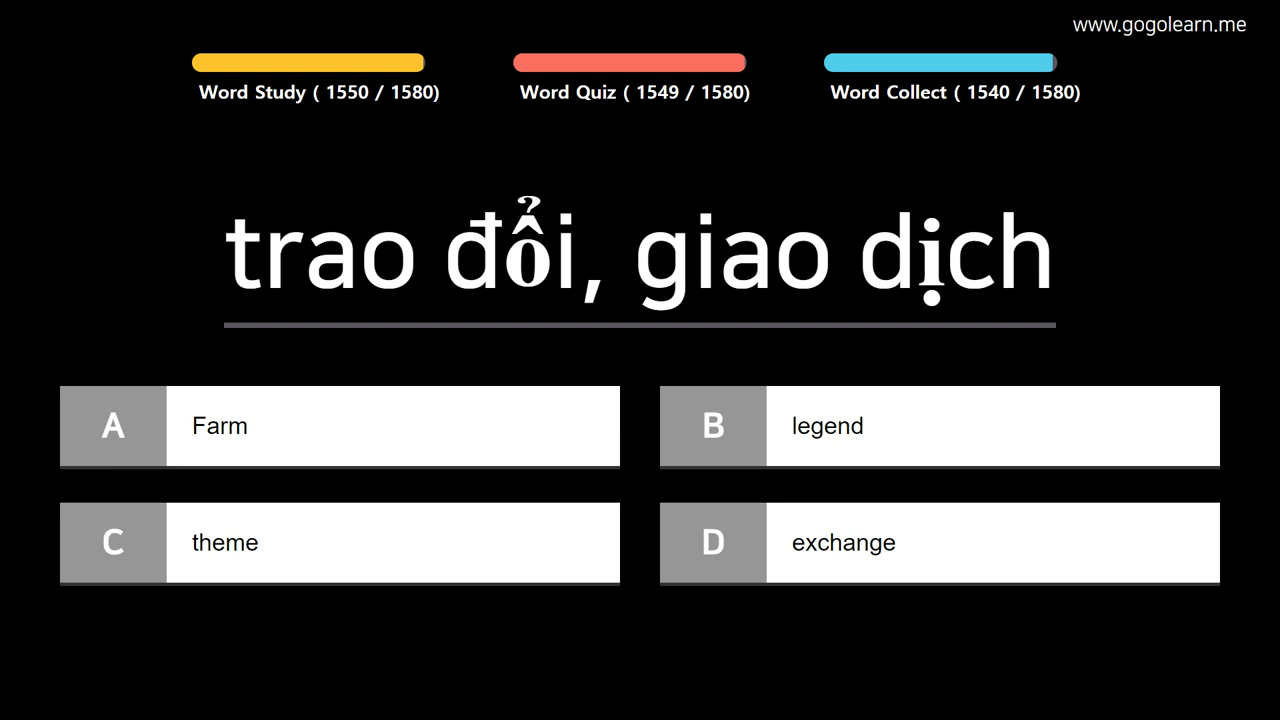 www.gogolearn.me
Word Study ( 1550 / 1580)
Word Quiz ( 1549 / 1580)
Word Collect ( 1540 / 1580)
trao đổi, giao dịch
A Farm
B legend
C theme
D exchange